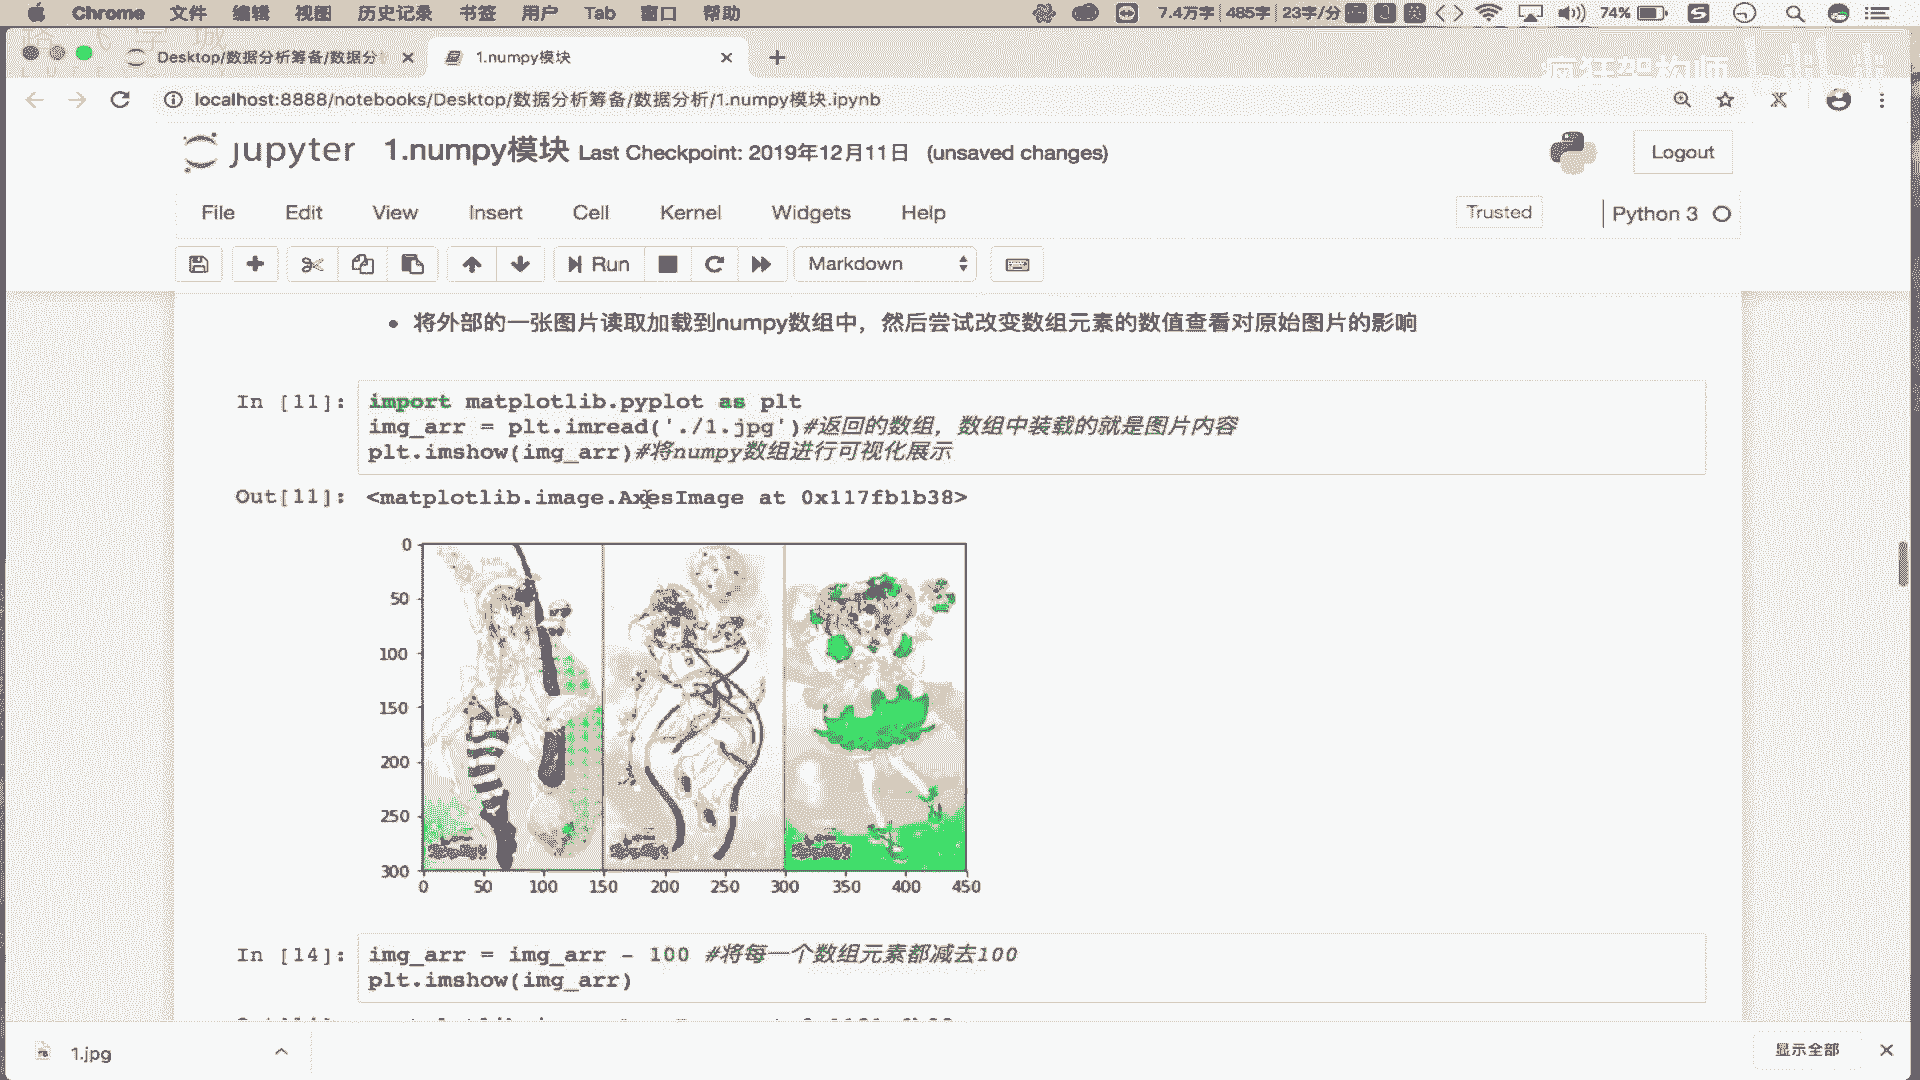 Chrome 文件 编辑 视图 历史记录 书签 用户 Tab 窗口 帮助 7.4万字 485字 23字/分 74%
Desktop/数据分析筹备/数据分析 1.numpy模块
疯狂架构师
localhost:8888/notebooks/Desktop/数据分析筹备/数据分析/1.numpy模块.ipynb
jupyter 1.numpy模块 Last Checkpoint: 2019年12月11日 (unsaved changes) Logout
File Edit View Insert Cell Kernel Widgets Help Trusted Python 3
Run Markdown
将外部的一张图片读取加载到numpy数组中，然后尝试改变数组元素的数值查看对原始图片的影响
In [11]: import matplotlib.pyplot as plt
img_arr = plt.imread('./1.jpg')#返回的数组，数组中装载的就是图片内容
plt.imshow(img_arr)#将numpy数组进行可视化展示
Out[11]: <matplotlib.image.AxesImage at 0x117fb1b38>
0
50
100
150
200
250
300
0 50 100 150 200 250 300 350 400 450
In [14]: img_arr = img_arr - 100 #将每一个数组元素都减去100
plt.imshow(img_arr)
1.jpg 显示全部